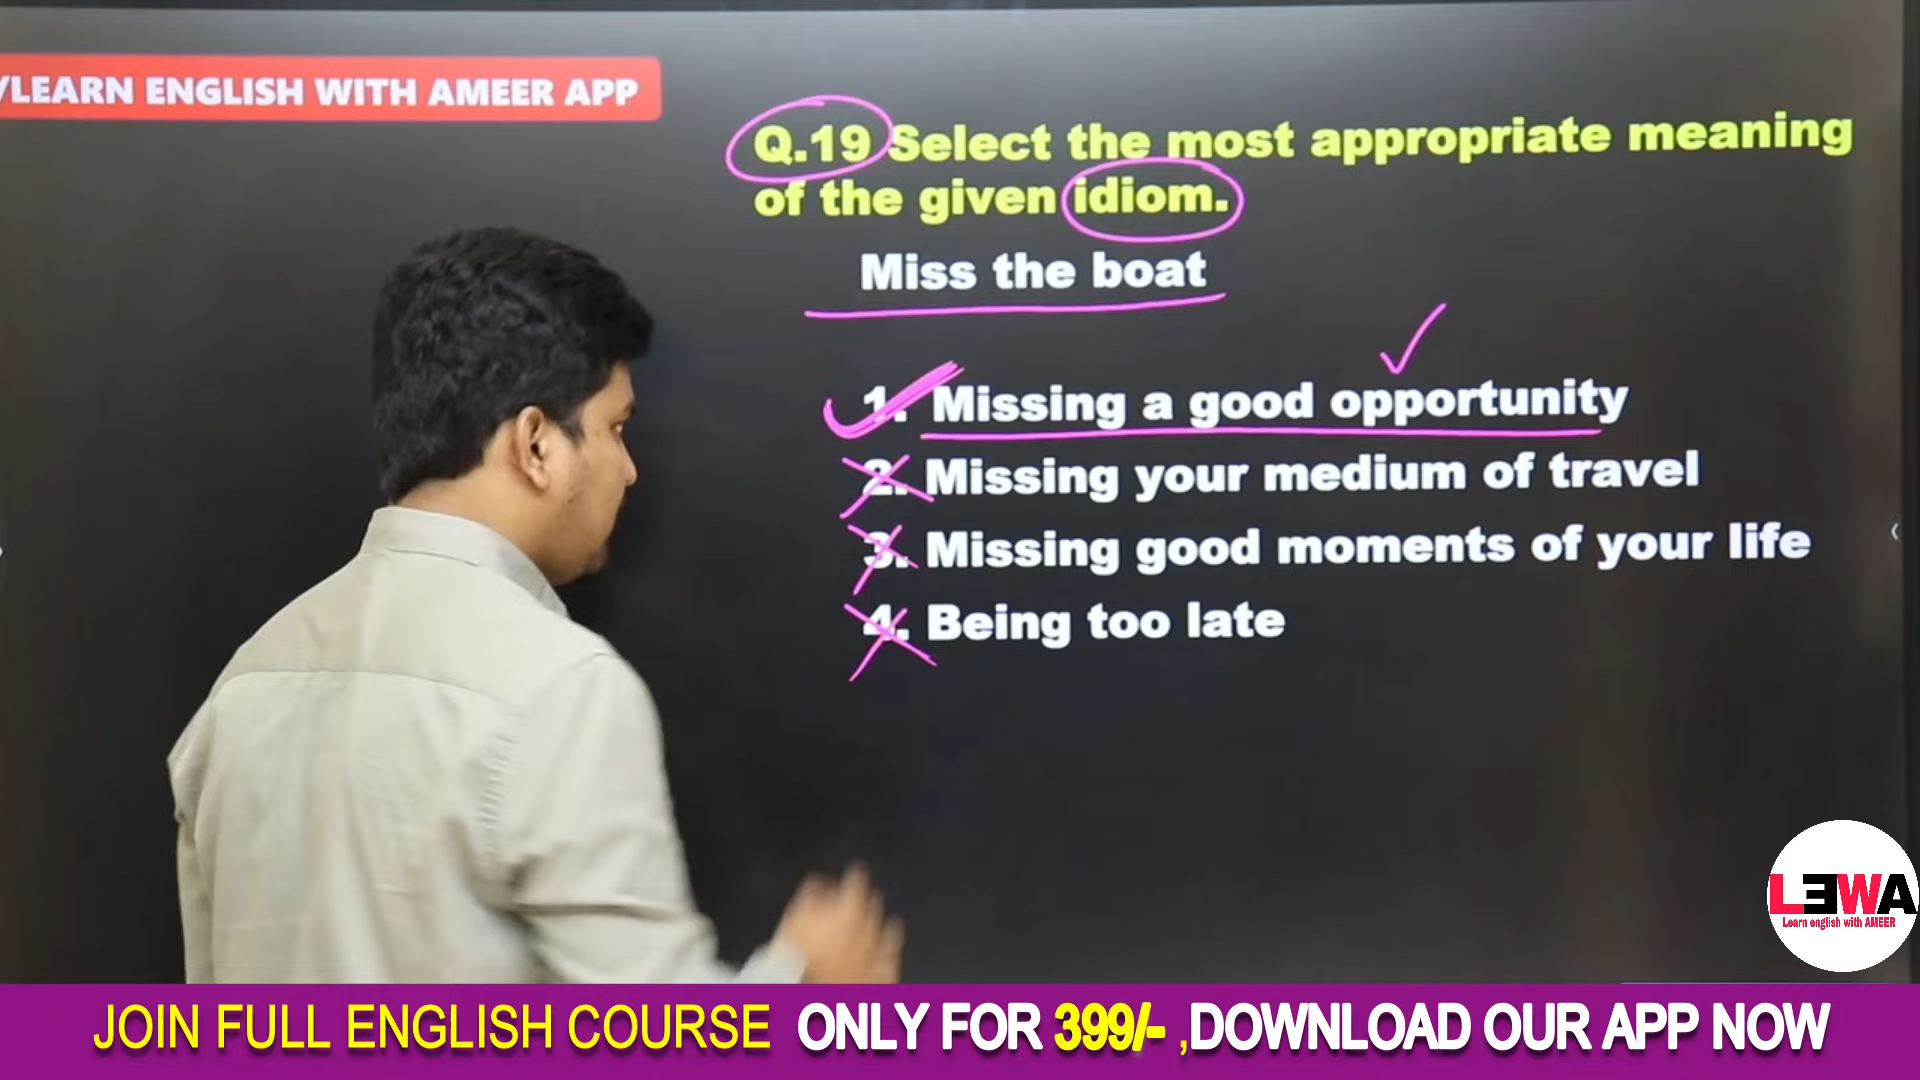 /LEARN ENGLISH WITH AMEER APP
Q.19 Select the most appropriate meaning
of the given idiom.
Miss the boat
1. Missing a good opportunity
2. Missing your medium of travel
3. Missing good moments of your life
4. Being too late
LEWA
Learn english with AMEER
JOIN FULL ENGLISH COURSE ONLY FOR 399/- ,DOWNLOAD OUR APP NOW